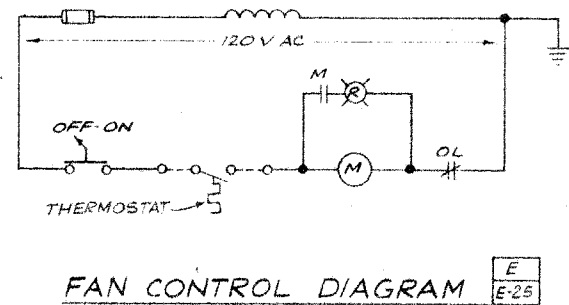 120 V AC
M
R
OFF-ON
M
OL
THERMOSTAT
E
FAN CONTROL DIAGRAM E-25